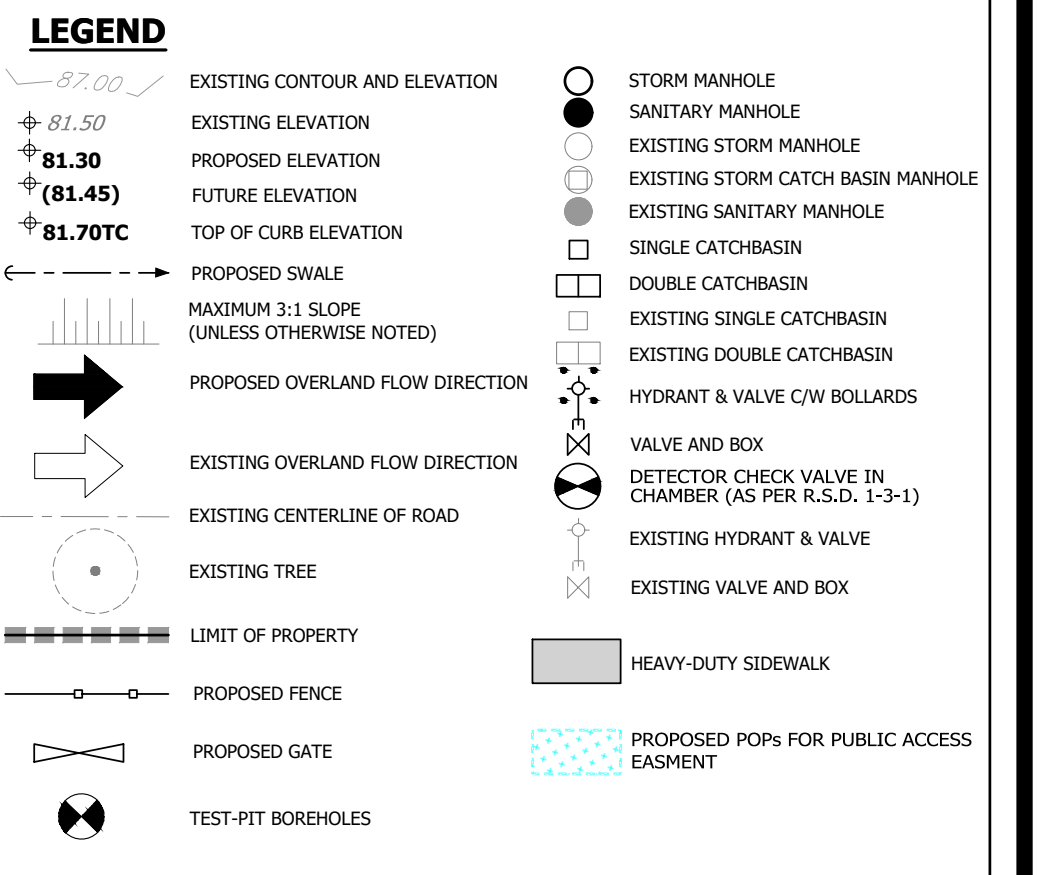 LEGEND
87.00
EXISTING CONTOUR AND ELEVATION
81.50
EXISTING ELEVATION
81.30
PROPOSED ELEVATION
(81.45)
FUTURE ELEVATION
81.70TC
TOP OF CURB ELEVATION
PROPOSED SWALE
MAXIMUM 3:1 SLOPE
(UNLESS OTHERWISE NOTED)
PROPOSED OVERLAND FLOW DIRECTION
EXISTING OVERLAND FLOW DIRECTION
EXISTING CENTERLINE OF ROAD
EXISTING TREE
LIMIT OF PROPERTY
PROPOSED FENCE
PROPOSED GATE
TEST-PIT BOREHOLES
STORM MANHOLE
SANITARY MANHOLE
EXISTING STORM MANHOLE
EXISTING STORM CATCH BASIN MANHOLE
EXISTING SANITARY MANHOLE
SINGLE CATCHBASIN
DOUBLE CATCHBASIN
EXISTING SINGLE CATCHBASIN
EXISTING DOUBLE CATCHBASIN
HYDRANT & VALVE C/W BOLLARDS
VALVE AND BOX
DETECTOR CHECK VALVE IN
CHAMBER (AS PER R.S.D. 1-3-1)
EXISTING HYDRANT & VALVE
EXISTING VALVE AND BOX
HEAVY-DUTY SIDEWALK
PROPOSED POPs FOR PUBLIC ACCESS
EASMENT